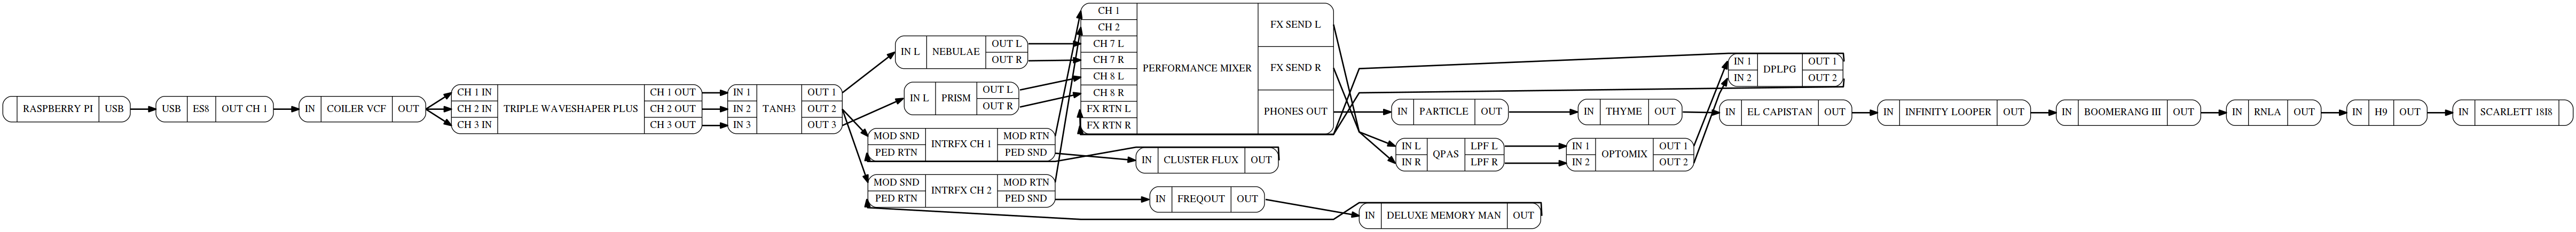 RASPBERRY PI USB
USB ES8 OUT CH 1
IN COILER VCF OUT
CH 1 IN
CH 2 IN
CH 3 IN
TRIPLE WAVESHAPER PLUS
CH 1 OUT
CH 2 OUT
CH 3 OUT
IN 1
IN 2
IN 3
TANH3
OUT 1
OUT 2
OUT 3
IN L
NEBULAE
OUT L
OUT R
IN L
PRISM
OUT L
OUT R
MOD SND
PED RTN
INTRFX CH 1
MOD RTN
PED SND
MOD SND
PED RTN
INTRFX CH 2
MOD RTN
PED SND
CH 1
CH 2
CH 7 L
CH 7 R
CH 8 L
CH 8 R
FX RTN L
FX RTN R
PERFORMANCE MIXER
FX SEND L
FX SEND R
PHONES OUT
IN CLUSTER FLUX OUT
IN FREQOUT OUT
IN DELUXE MEMORY MAN OUT
IN PARTICLE OUT
IN L
IN R
QPAS
LPF L
LPF R
IN THYME OUT
IN 1
IN 2
OPTOMIX
OUT 1
OUT 2
IN 1
IN 2
DPLPG
OUT 1
OUT 2
IN EL CAPISTAN OUT
IN INFINITY LOOPER OUT
IN BOOMERANG III OUT
IN RNLA OUT
IN H9 OUT
IN SCARLETT 18I8